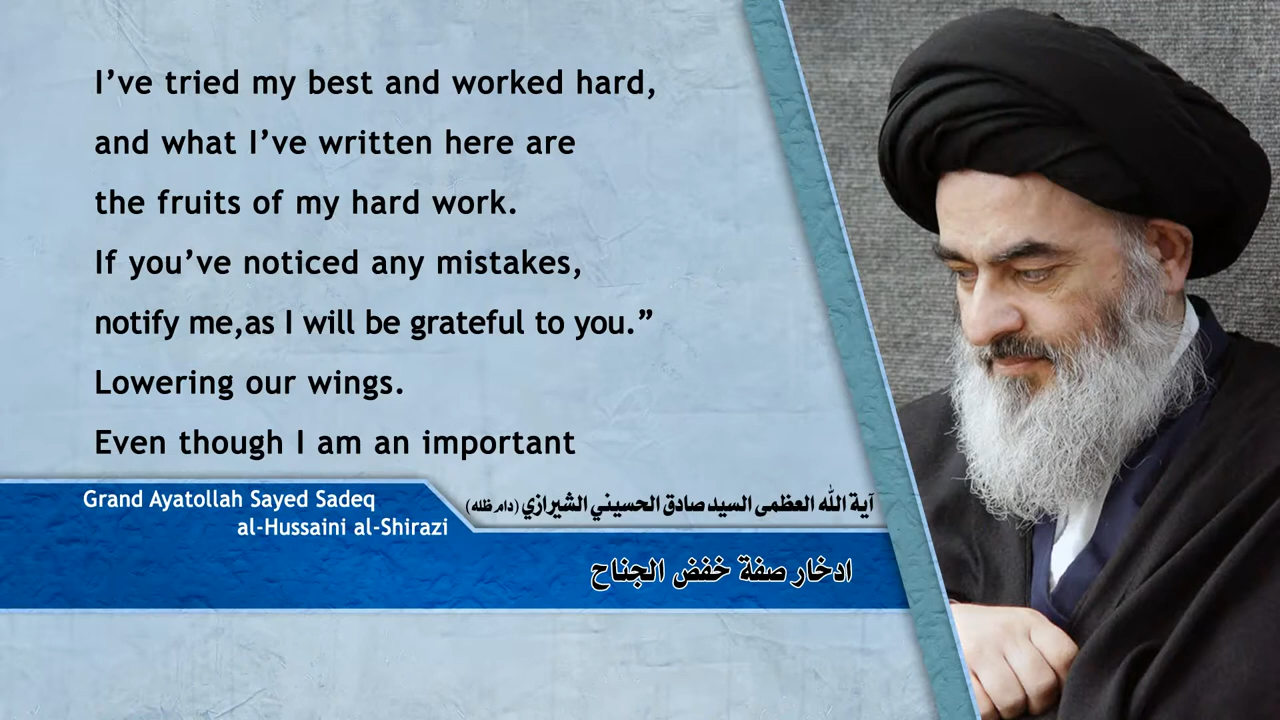 I’ve tried my best and worked hard,
and what I’ve written here are
the fruits of my hard work.
If you’ve noticed any mistakes,
notify me,as I will be grateful to you.”
Lowering our wings.
Even though I am an important
Grand Ayatollah Sayed Sadeq
al-Hussaini al-Shirazi
آية الله العظمى السيد صادق الحسيني الشيرازي (دام ظله)
ادخار صفة خفض الجناح